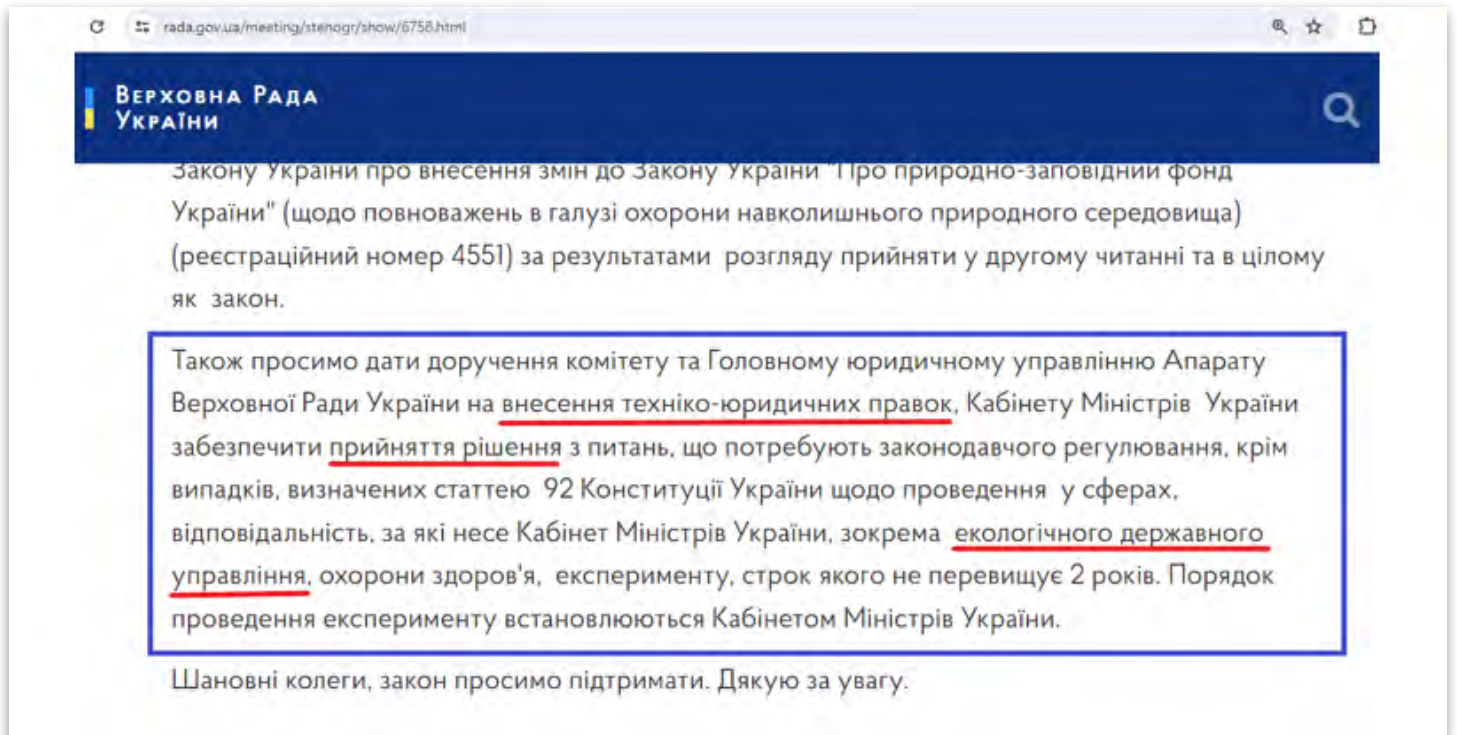 rada.gov.ua/meeting/stenogr/show/6758.html
ВЕРХОВНА РАДА
УКРАЇНИ
Закону України про внесення змін до Закону України "Про природно-заповідний фонд
України" (щодо повноважень в галузі охорони навколишнього природного середовища)
(реєстраційний номер 4551) за результатами розгляду прийняти у другому читанні та в цілому
як закон.
Також просимо дати доручення комітету та Головному юридичному управлінню Апарату
Верховної Ради України на внесення техніко-юридичних правок, Кабінету Міністрів України
забезпечити прийняття рішення з питань, що потребують законодавчого регулювання, крім
випадків, визначених статтею 92 Конституції України щодо проведення у сферах,
відповідальність, за які несе Кабінет Міністрів України, зокрема екологічного державного
управління, охорони здоров'я, експерименту, строк якого не перевищує 2 років. Порядок
проведення експерименту встановлюються Кабінетом Міністрів України.
Шановні колеги, закон просимо підтримати. Дякую за увагу.